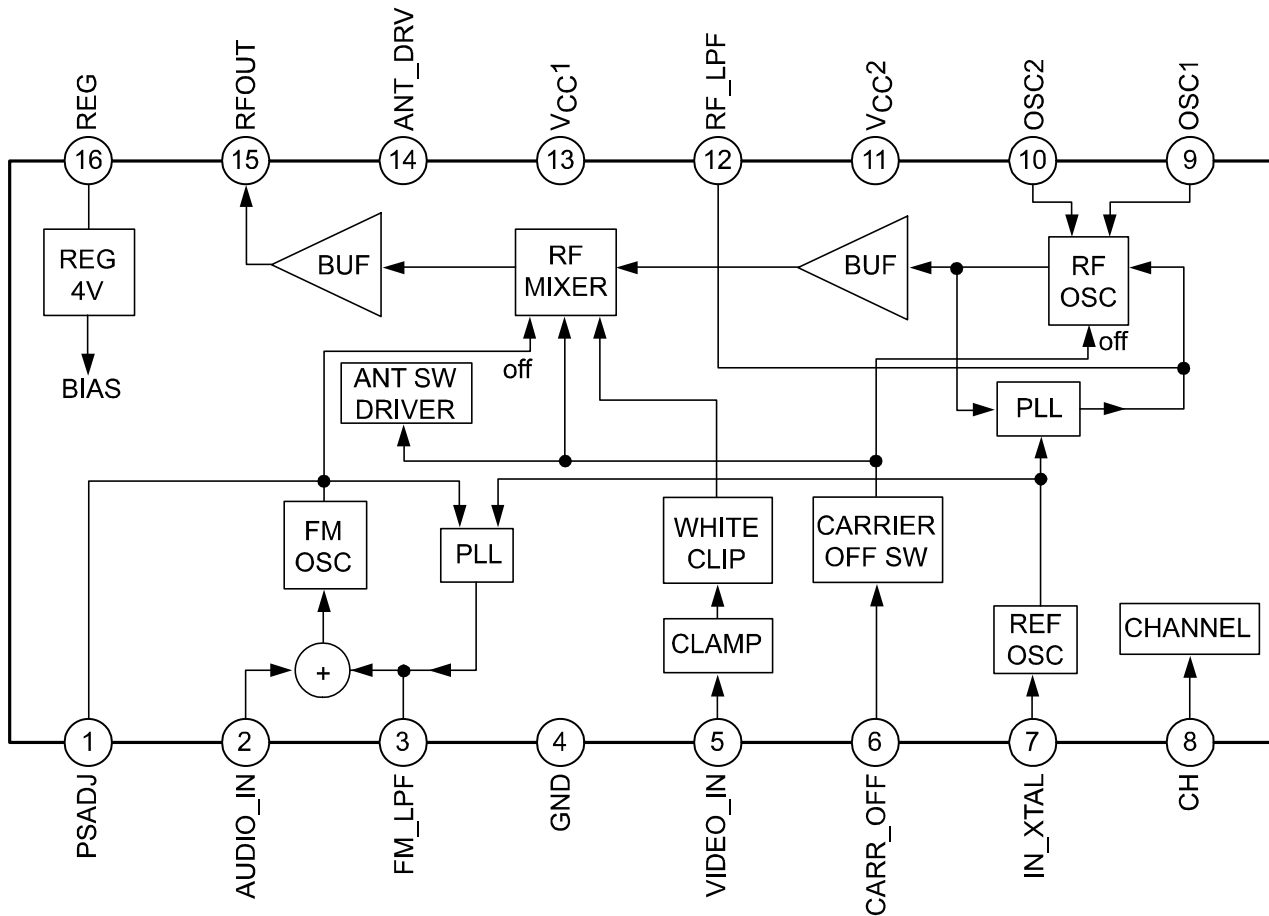 REG
RFOUT
ANT_DRV
VCC1
RF_LPF
VCC2
OSC2
OSC1
16
15
14
13
12
11
10
9
REG
4V
BIAS
BUF
RF
MIXER
BUF
RF
OSC
off
off
ANT SW
DRIVER
PLL
FM
OSC
PLL
WHITE
CLIP
CARRIER
OFF SW
CLAMP
REF
OSC
CHANNEL
+
1
2
3
4
5
6
7
8
PSADJ
AUDIO_IN
FM_LPF
GND
VIDEO_IN
CARR_OFF
IN_XTAL
CH